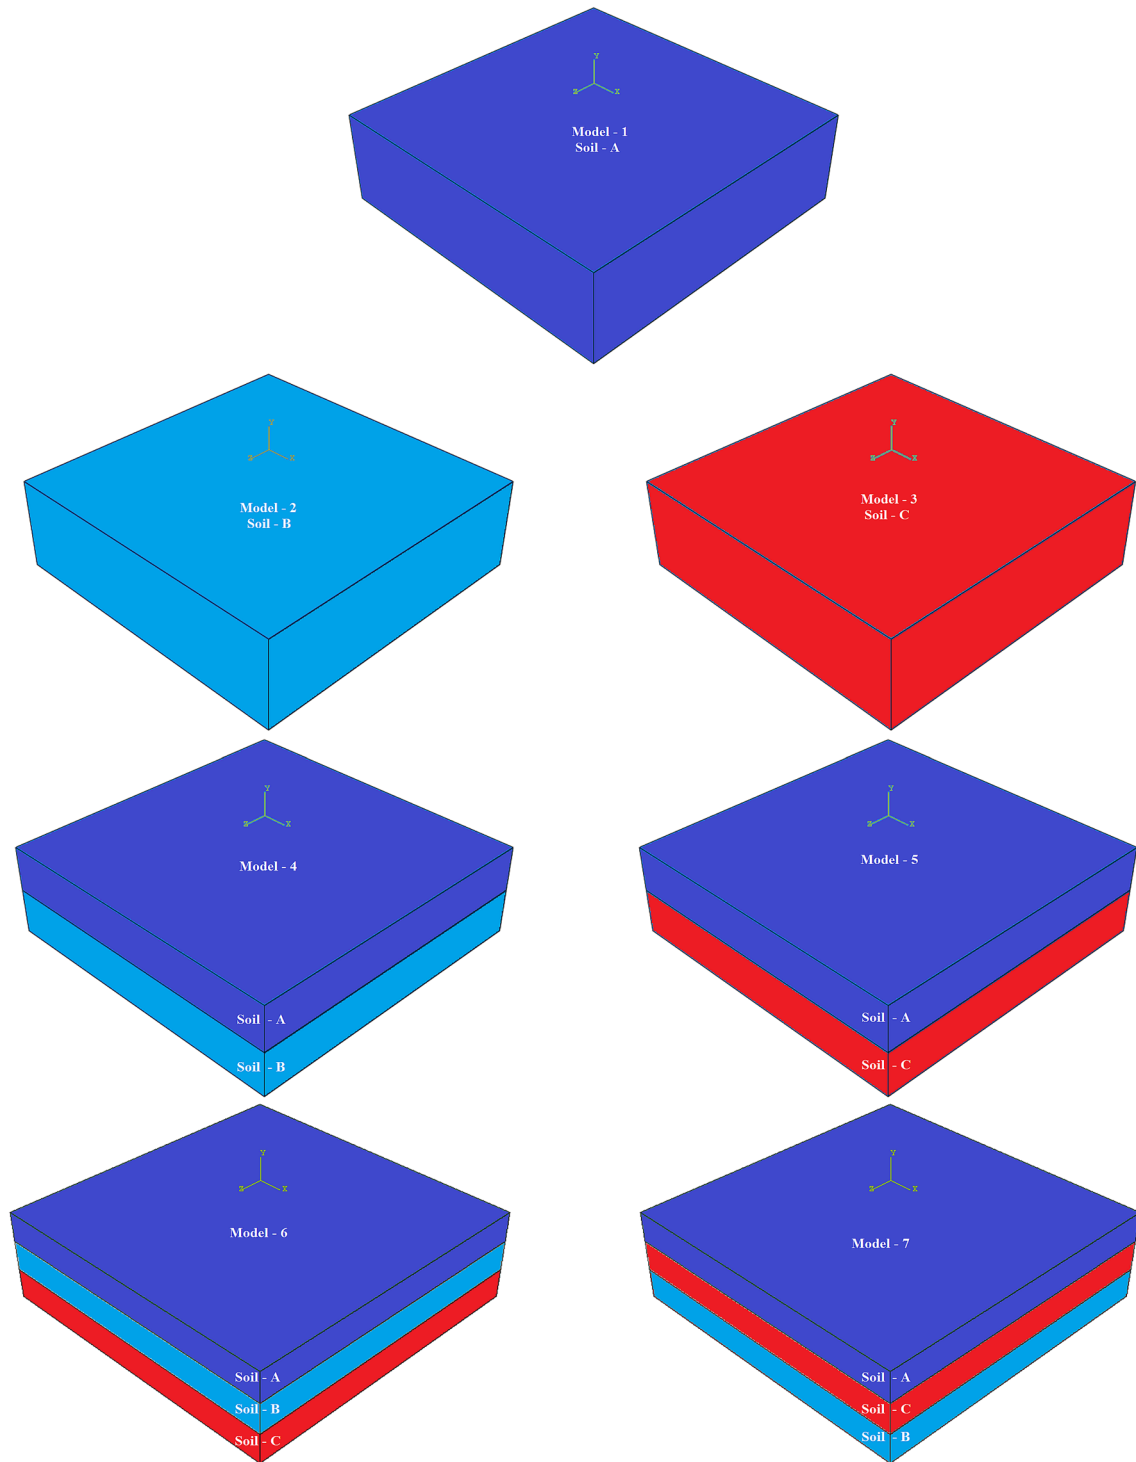 Y
Z X
Model - 1
Soil - A
Y
Z X
Model - 2
Soil - B
Y
Z X
Model - 3
Soil - C
Y
Z X
Model - 4
Soil - A
Soil - B
Y
Z X
Model - 5
Soil - A
Soil - C
Y
Z X
Model - 6
Soil - A
Soil - B
Soil - C
Y
Z X
Model - 7
Soil - A
Soil - C
Soil - B